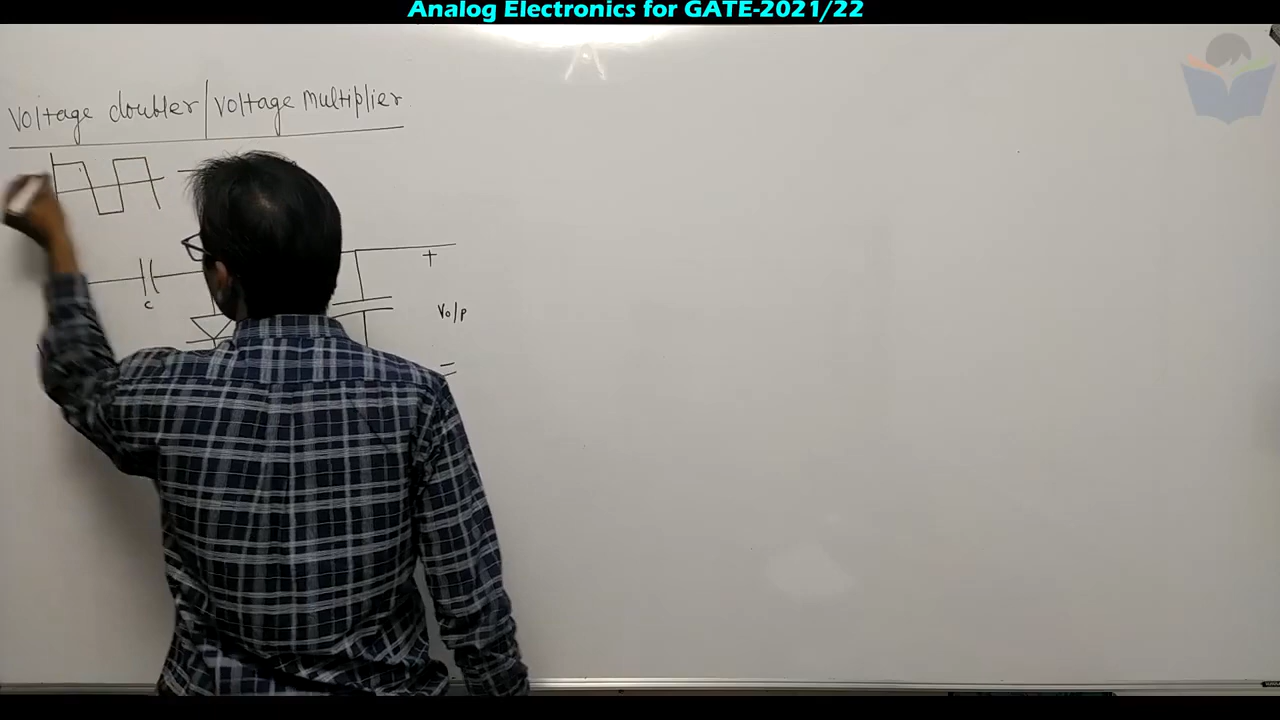 Analog Electronics for GATE-2021/22
Voltage doubler/voltage multiplier
+
c
Vo/p